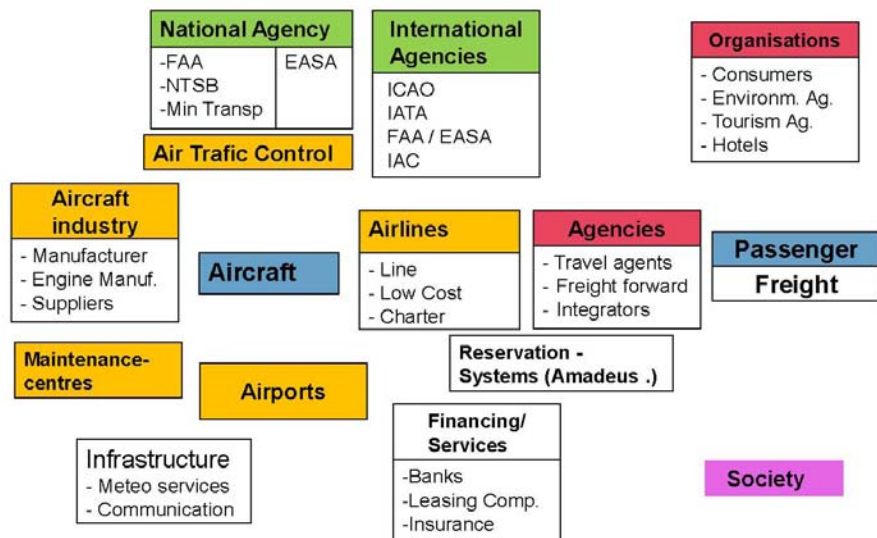 National Agency
-FAA
-NTSB
-Min Transp
EASA
Air Trafic Control
International
Agencies
ICAO
IATA
FAA / EASA
IAC
Organisations
- Consumers
- Environm. Ag.
- Tourism Ag.
- Hotels
Aircraft
industry
- Manufacturer
- Engine Manuf.
- Suppliers
Aircraft
Airlines
- Line
- Low Cost
- Charter
Agencies
- Travel agents
- Freight forward
- Integrators
Passenger
Freight
Maintenance-
centres
Airports
Reservation -
Systems (Amadeus .)
Financing/
Services
-Banks
-Leasing Comp.
-Insurance
Infrastructure
- Meteo services
- Communication
Society